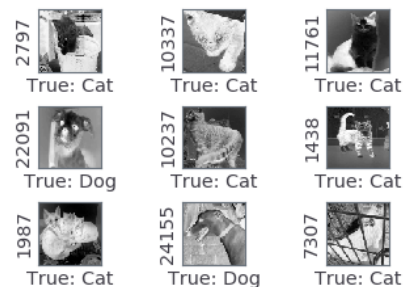 2797
True: Cat
10337
True: Cat
11761
True: Cat
22091
True: Dog
10237
True: Cat
1438
True: Cat
1987
True: Cat
24155
True: Dog
7307
True: Cat